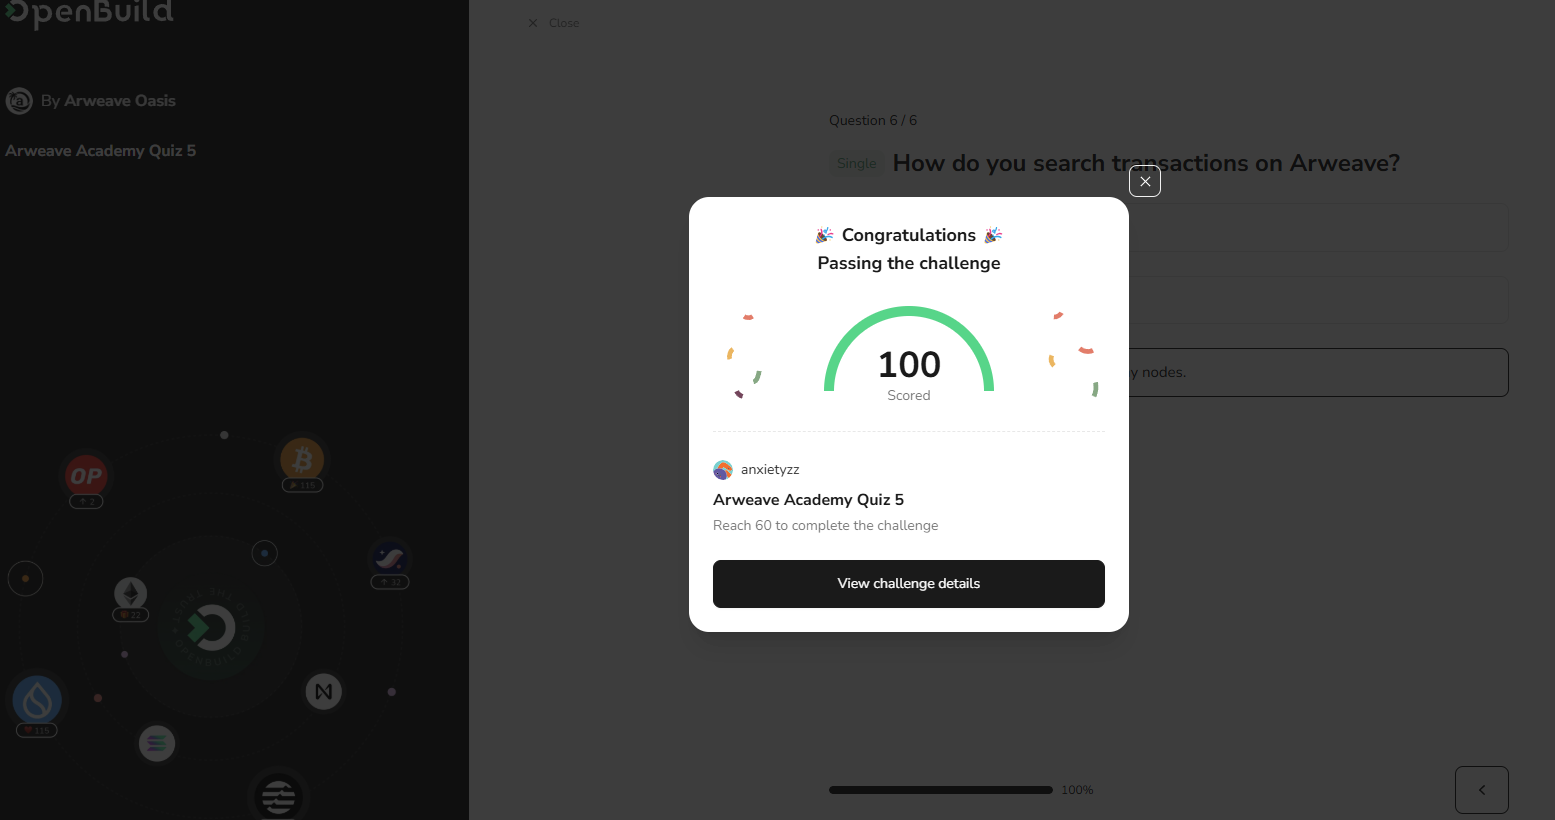 OpenBuild
By Arweave Oasis
Arweave Academy Quiz 5
OP
2
115
22
32
115
Close
Question 6 / 6
Single How do you search transactions on Arweave?
nodes.
Congratulations
Passing the challenge
100
Scored
anxietyzz
Arweave Academy Quiz 5
Reach 60 to complete the challenge
View challenge details
100%